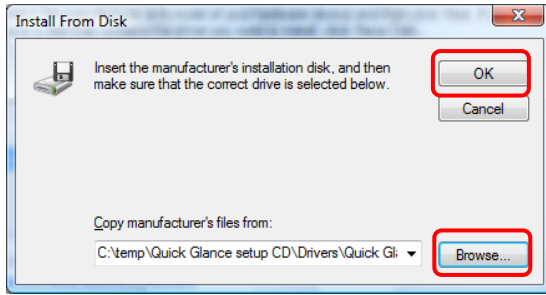 Install From Disk
Insert the manufacturer's installation disk, and then
make sure that the correct drive is selected below.
OK
Cancel
Copy manufacturer's files from:
C:\temp\Quick Glance setup CD\Drivers\Quick
Browse...